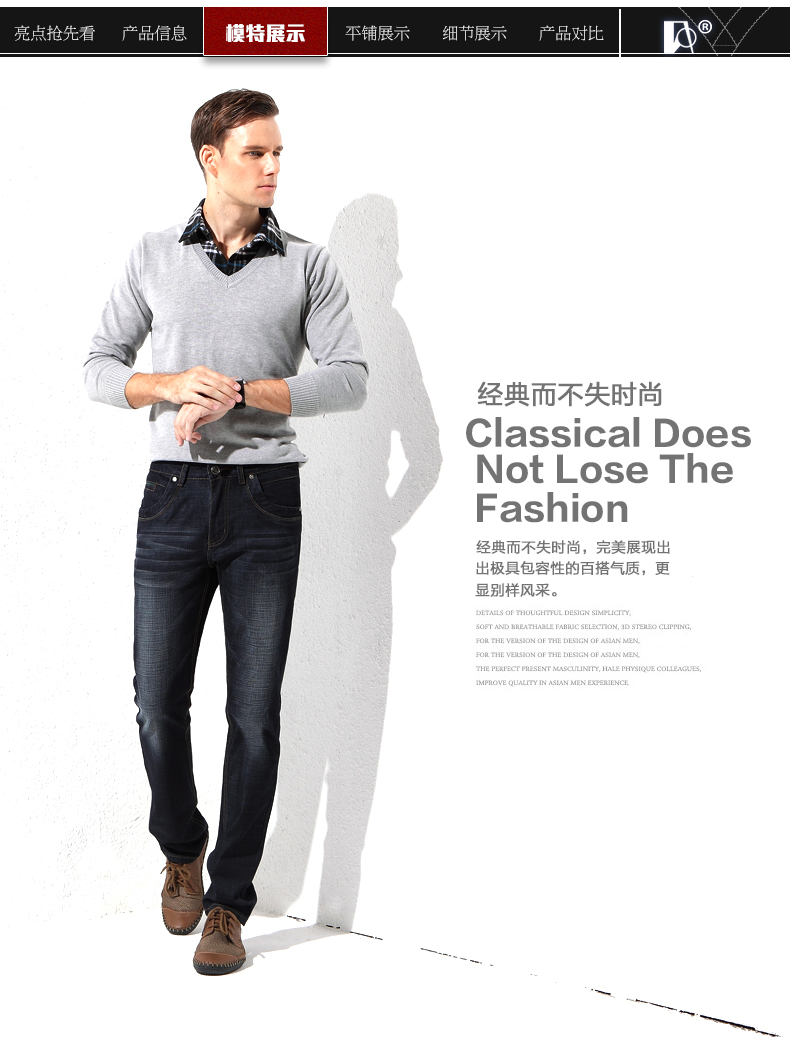 亮点抢先看 产品信息 模特展示 平铺展示 细节展示 产品对比 ®
经典而不失时尚
Classical Does
Not Lose The
Fashion
经典而不失时尚，完美展现出
出极具包容性的百搭气质，更
显别样风采。
DETAILS OF THOUGHTFUL DESIGN SIMPLICITY,
SOFT AND BREATHABLE FABRIC SELECTION, 3D STEREO CLIPPING,
FOR THE VERSION OF THE DESIGN OF ASIAN MEN,
FOR THE VERSION OF THE DESIGN OF ASIAN MEN,
THE PERFECT PRESENT MASCULINITY, HALE PHYSIQUE COLLEAGUES,
IMPROVE QUALITY IN ASIAN MEN EXPERIENCE.